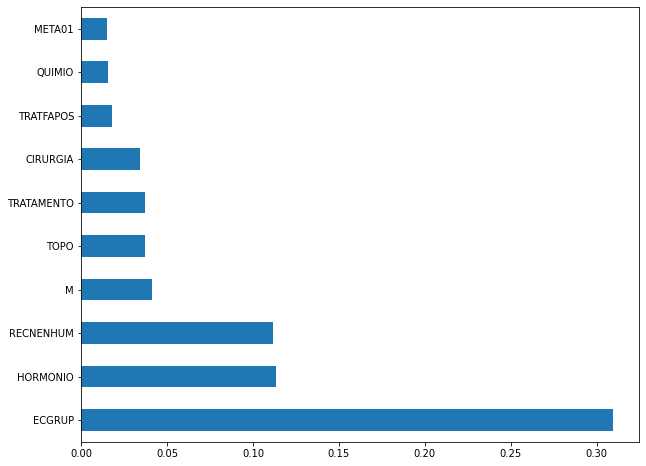 META01
QUIMIO
TRATFAPOS
CIRURGIA
TRATAMENTO
TOPO
M
RECNENHUM
HORMONIO
ECGRUP
0.00 0.05 0.10 0.15 0.20 0.25 0.30